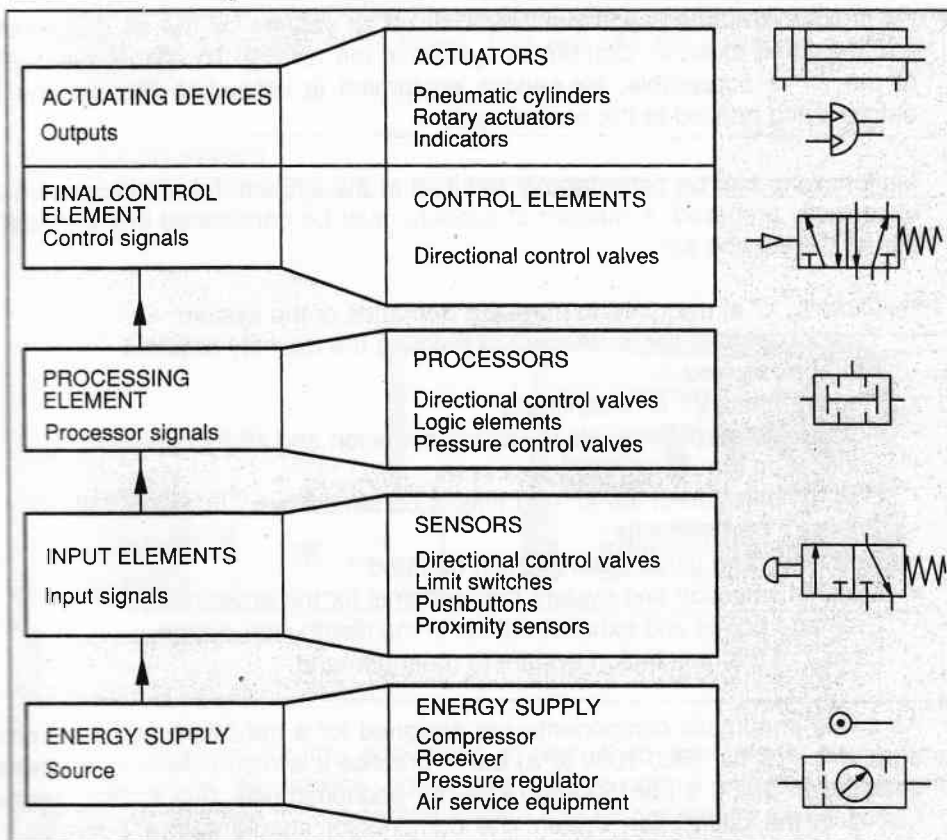 ACTUATING DEVICES
Outputs
ACTUATORS
Pneumatic cylinders
Rotary actuators
Indicators
FINAL CONTROL
ELEMENT
Control signals
CONTROL ELEMENTS
Directional control valves
PROCESSING
ELEMENT
Processor signals
PROCESSORS
Directional control valves
Logic elements
Pressure control valves
INPUT ELEMENTS
Input signals
SENSORS
Directional control valves
Limit switches
Pushbuttons
Proximity sensors
ENERGY SUPPLY
Source
ENERGY SUPPLY
Compressor
Receiver
Pressure regulator
Air service equipment